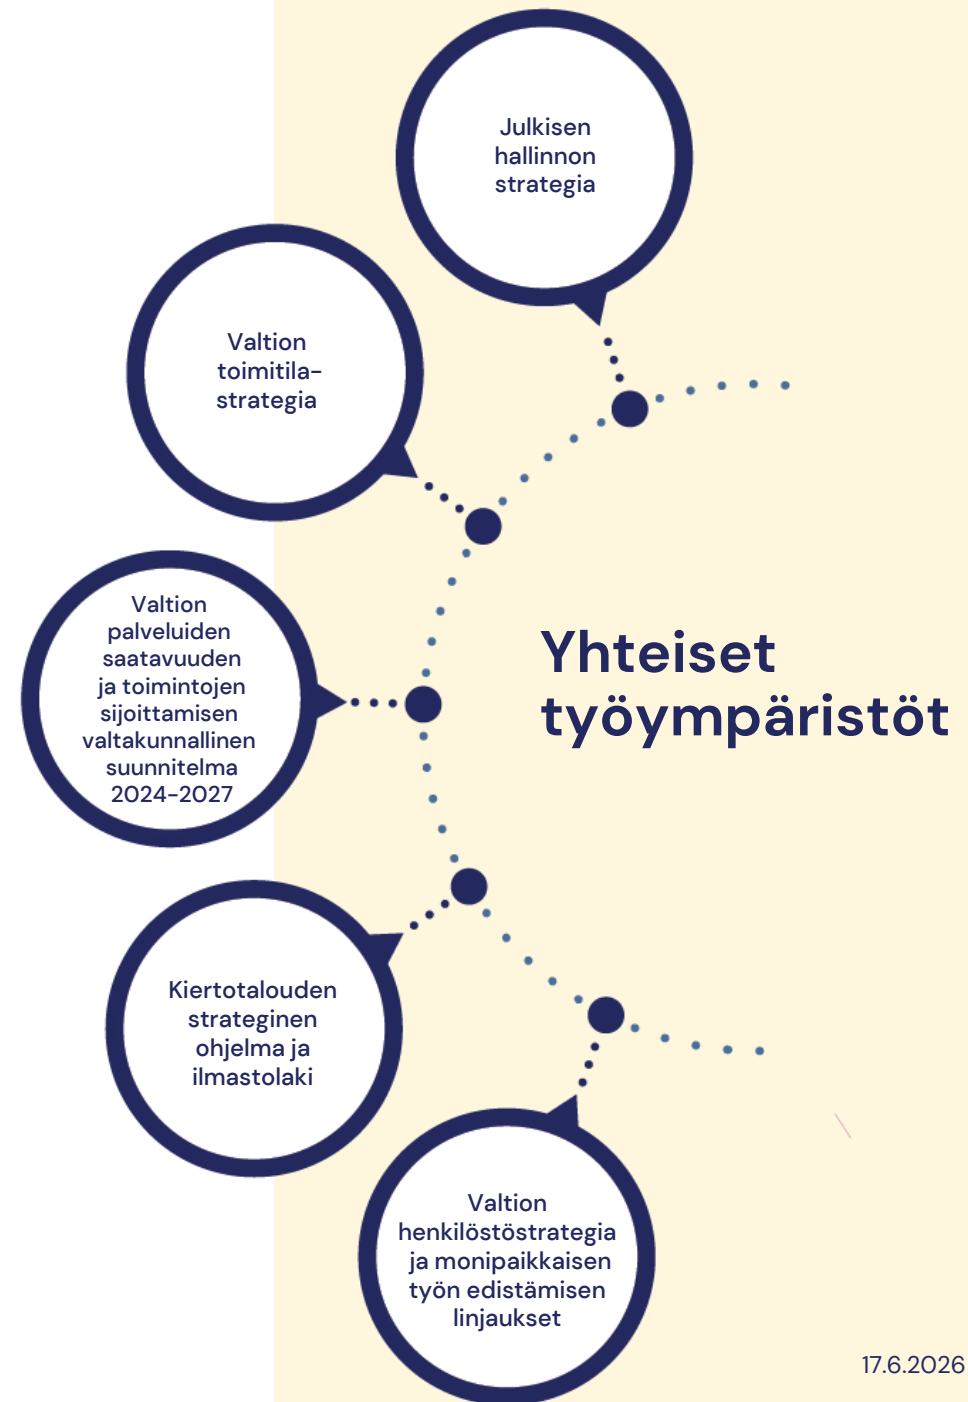 Julkisen
hallinnon
strategia
Valtion
toimitila-
strategia
Valtion
palveluiden
saatavuuden
ja toimintojen
sijoittamisen
valtakunnallinen
suunnitelma
2024-2027
Yhteiset
työympäristöt
Kiertotalouden
strateginen
ohjelma ja
ilmastolaki
Valtion
henkilöstöstrategia
ja monipaikkaisen
työn edistämisen
linjaukset
17.6.2026